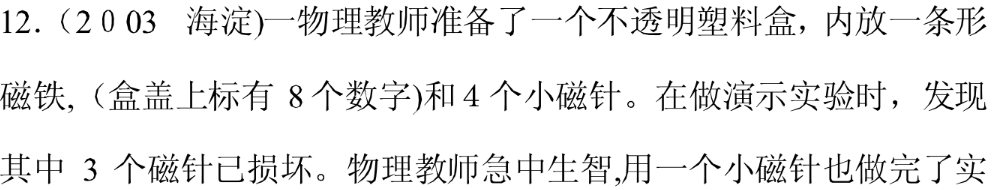 12.（2 0 03　海淀)一物理教师准备了一个不透明塑料盒，内放一条形
磁铁,（盒盖上标有 8 个数字)和 4 个小磁针。在做演示实验时，发现
其中 3 个磁针已损坏。物理教师急中生智,用一个小磁针也做完了实